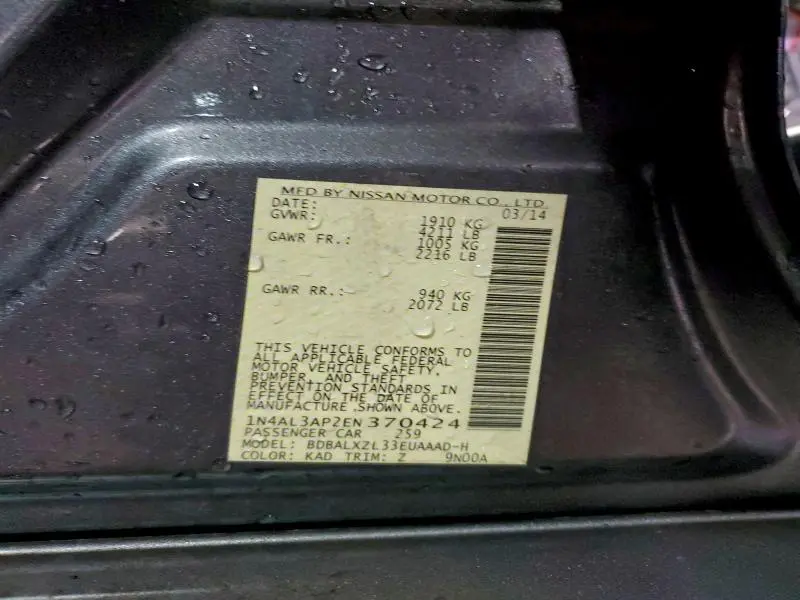 MFD BY NISSAN MOTOR CO., LTD.
DATE: 03/14
GVWR: 1910 KG
4211 LB
GAWR FR.: 1005 KG
2216 LB
GAWR RR.: 940 KG
2072 LB
THIS VEHICLE CONFORMS TO
ALL APPLICABLE FEDERAL
MOTOR VEHICLE SAFETY,
BUMPER, AND THEFT
PREVENTION STANDARDS IN
EFFECT ON THE DATE OF
MANUFACTURE SHOWN ABOVE.
1N4AL3AP2EN370424
PASSENGER CAR 259
MODEL: BDBALXZL33EUAAAD-H
COLOR: KAD TRIM: Z 9N00A